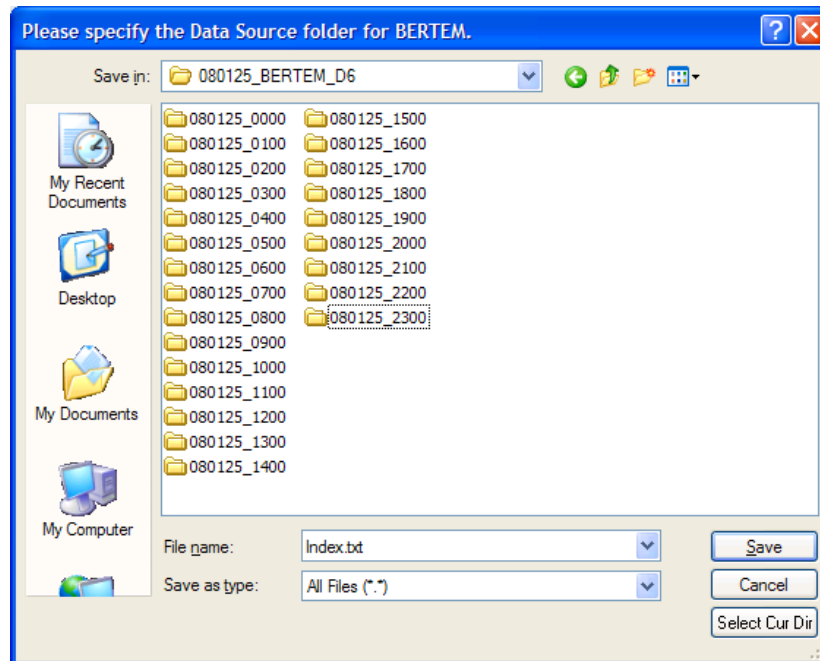 Please specify the Data Source folder for BERTEM.
Save in:
080125_BERTEM_D6
My Recent Documents
Desktop
My Documents
My Computer
080125_0000
080125_0100
080125_0200
080125_0300
080125_0400
080125_0500
080125_0600
080125_0700
080125_0800
080125_0900
080125_1000
080125_1100
080125_1200
080125_1300
080125_1400
080125_1500
080125_1600
080125_1700
080125_1800
080125_1900
080125_2000
080125_2100
080125_2200
080125_2300
File name:
Index.txt
Save
Save as type:
All Files (*.*)
Cancel
Select Cur Dir